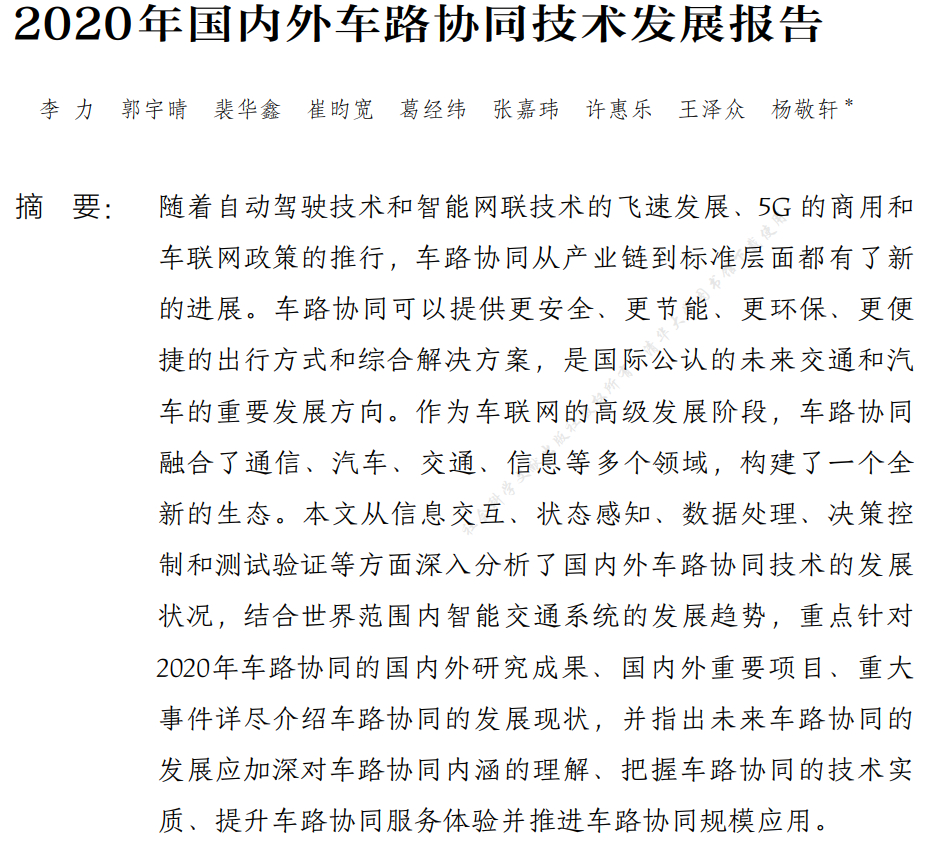 2020年国内外车路协同技术发展报告
李 力 郭宇晴 裴华鑫 崔昀宽 葛经纬 张嘉玮 许惠乐 王泽众 杨敬轩*
摘 要： 随着自动驾驶技术和智能网联技术的飞速发展、5G的商用和
车联网政策的推行，车路协同从产业链到标准层面都有了新
的进展。车路协同可以提供更安全、更节能、更环保、更便
捷的出行方式和综合解决方案，是国际公认的未来交通和汽
车的重要发展方向。作为车联网的高级发展阶段，车路协同
融合了通信、汽车、交通、信息等多个领域，构建了一个全
新的生态。本文从信息交互、状态感知、数据处理、决策控
制和测试验证等方面深入分析了国内外车路协同技术的发展
状况，结合世界范围内智能交通系统的发展趋势，重点针对
2020年车路协同的国内外研究成果、国内外重要项目、重大
事件详尽介绍车路协同的发展现状，并指出未来车路协同的
发展应加深对车路协同内涵的理解、把握车路协同的技术实
质、提升车路协同服务体验并推进车路协同规模应用。